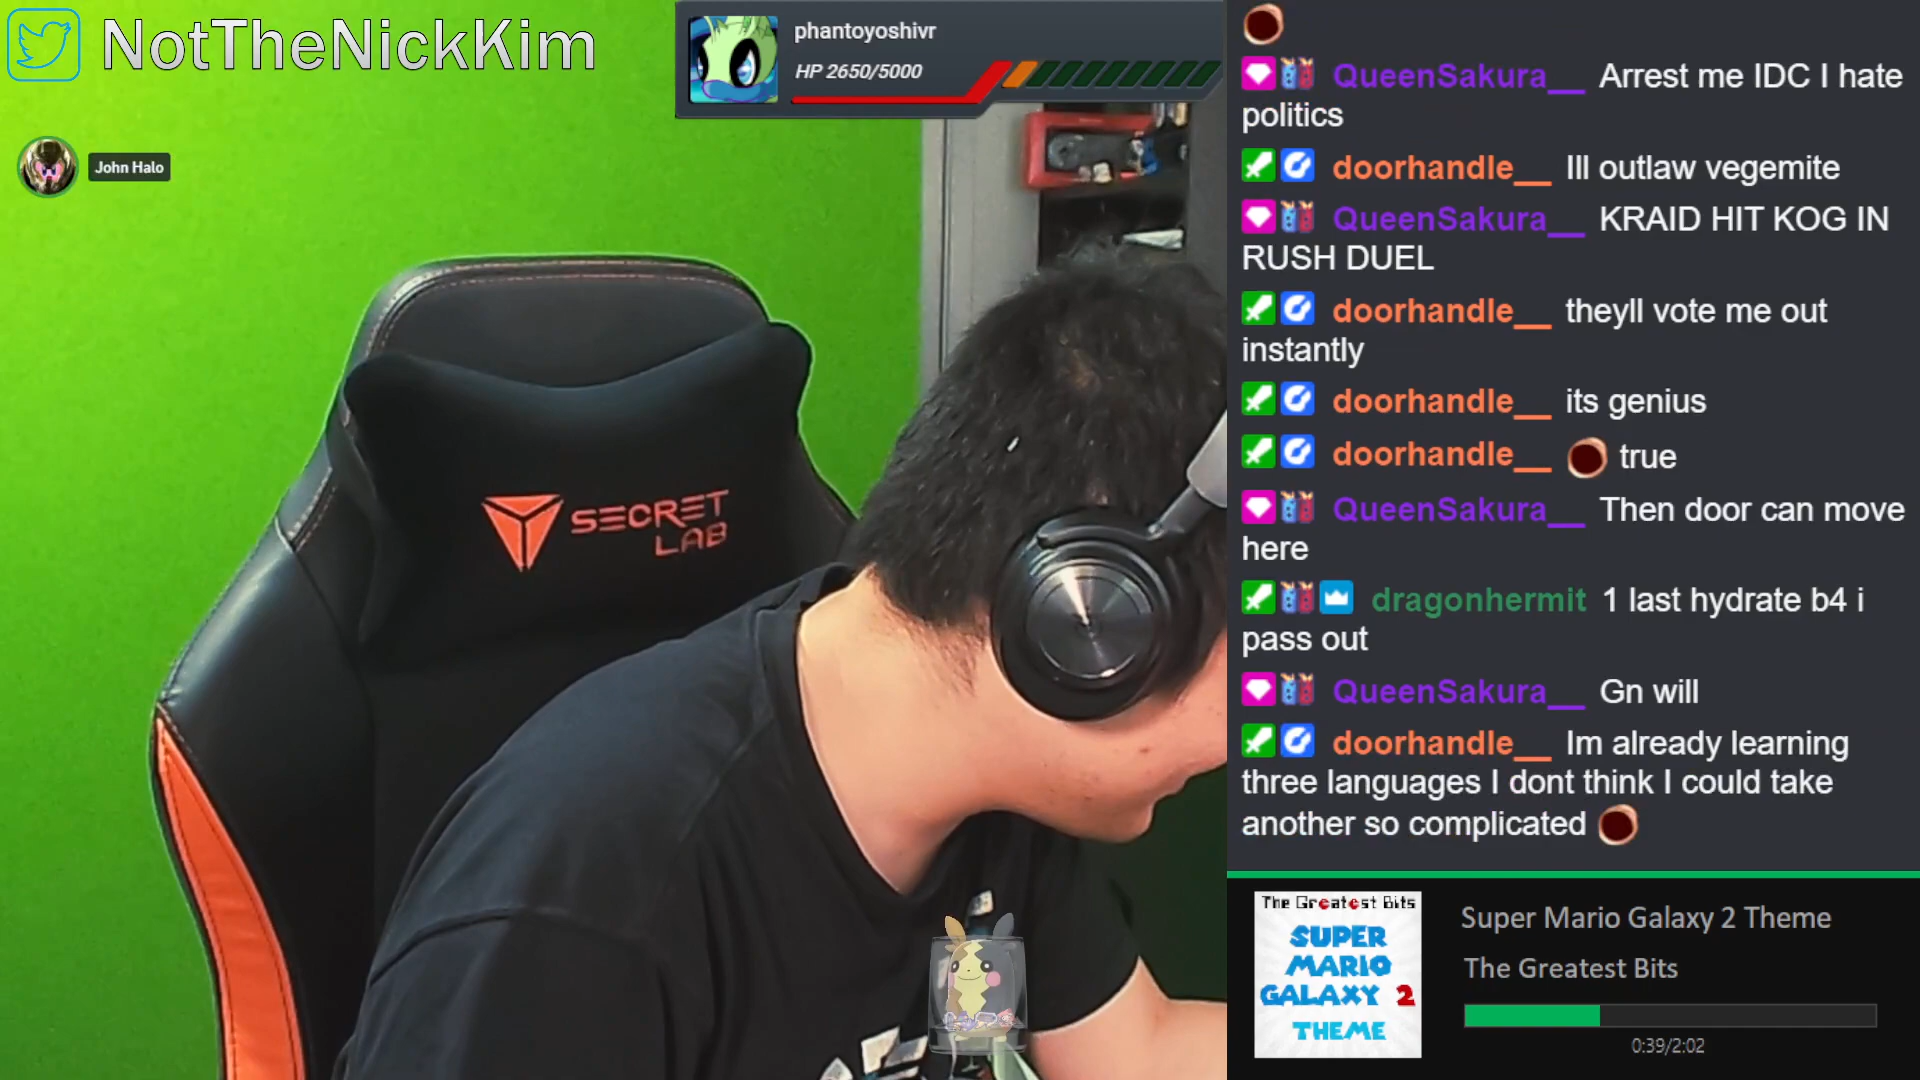 NotTheNickKim
phantoyoshivr
HP 2650/5000
John Halo
SECRET
LAB
QueenSakura__ Arrest me IDC I hate
politics
doorhandle__ Ill outlaw vegemite
QueenSakura__ KRAID HIT KOG IN
RUSH DUEL
doorhandle__ theyll vote me out
instantly
doorhandle__ its genius
doorhandle__ true
QueenSakura__ Then door can move
here
dragonhermit 1 last hydrate b4 i
pass out
QueenSakura__ Gn will
doorhandle__ Im already learning
three languages I dont think I could take
another so complicated
The Greatest Bits
SUPER
MARIO
GALAXY 2
THEME
Super Mario Galaxy 2 Theme
The Greatest Bits
0:39/2:02